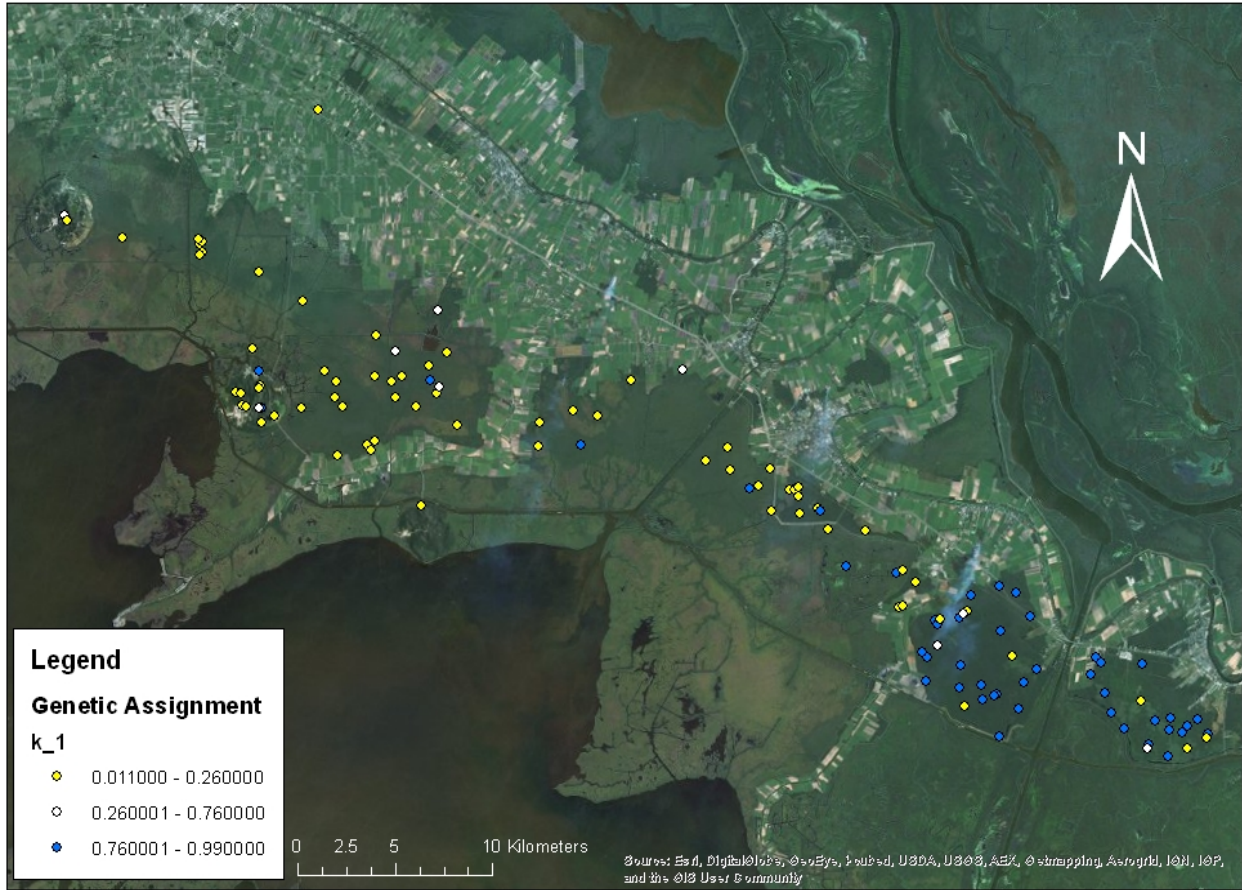 N
Legend
Genetic Assignment
k_1
0.011000 - 0.260000
0.260001 - 0.760000
0.760001 - 0.990000
0 2.5 5 10 Kilometers
Source: Esri, DigitalGlobe, GeoEye, i-cubed, USDA, USGS, AEX, Getmapping, Aerogrid, IGN, IGP,
and the GIS User Community